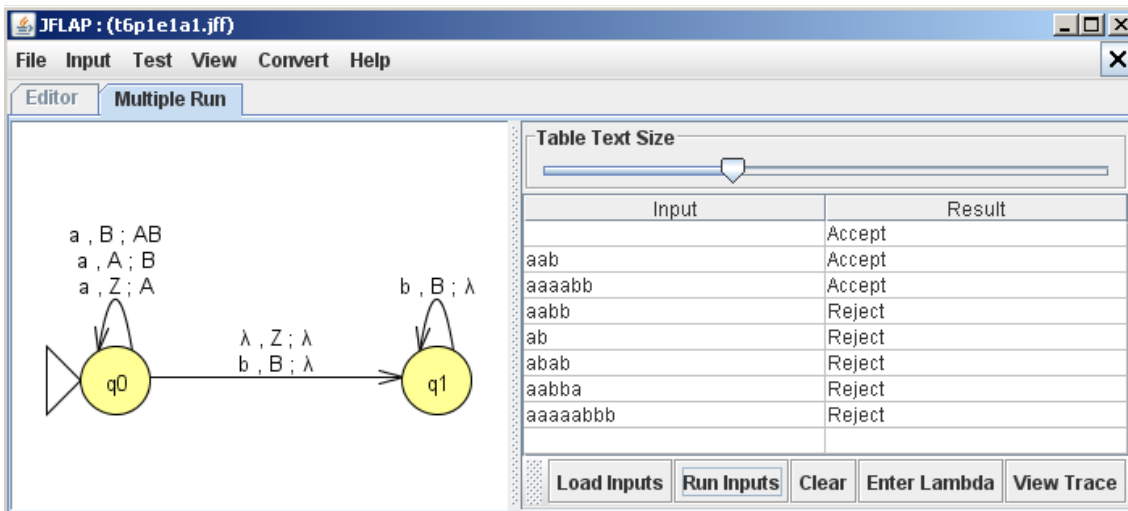 JFLAP : (t6p1e1a1.jff)
File Input Test View Convert Help
Editor Multiple Run
Table Text Size
Input Result
Accept
aab Accept
aaaabb Accept
aabb Reject
ab Reject
abab Reject
aabba Reject
aaaaabbb Reject
Load Inputs Run Inputs Clear Enter Lambda View Trace
a , B ; AB
a , A ; B
a , Z ; A
b , B ; λ
λ , Z ; λ
b , B ; λ
q0
q1